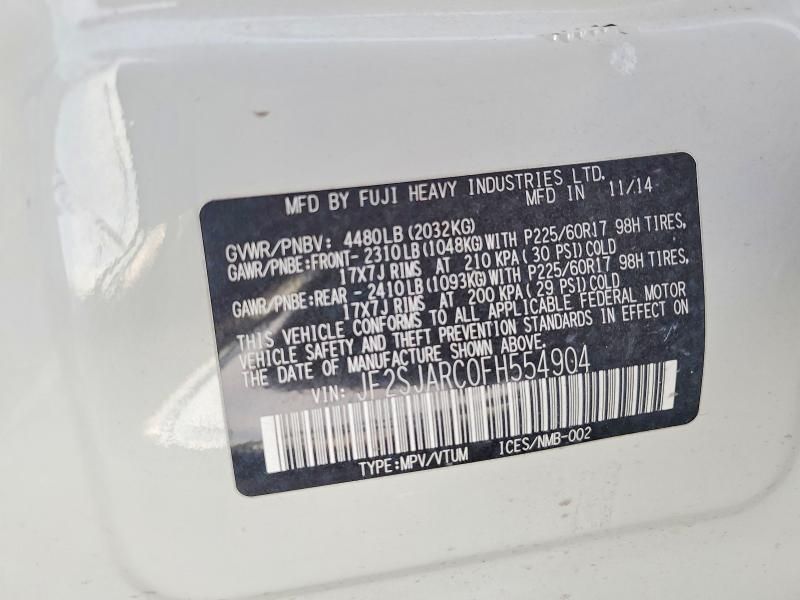 MFD BY FUJI HEAVY INDUSTRIES LTD.
MFD IN 11/14
GVWR/PNBV: 4480LB(2032KG)
GAWR/PNBE:FRONT-2310LB(1048KG)WITH P225/60R17 98H TIRES,
17X7J RIMS AT 210 KPA(30 PSI)COLD
GAWR/PNBE:REAR -2410LB(1093KG)WITH P225/60R17 98H TIRES,
17X7J RIMS AT 200 KPA(29 PSI)COLD
THIS VEHICLE CONFORMS TO ALL APPLICABLE FEDERAL MOTOR
VEHICLE SAFETY AND THEFT PREVENTION STANDARDS IN EFFECT ON
THE DATE OF MANUFACTURE SHOWN ABOVE.
VIN: JF2SJARC0FH554904
TYPE:MPV/VTUM ICES/NMB-002